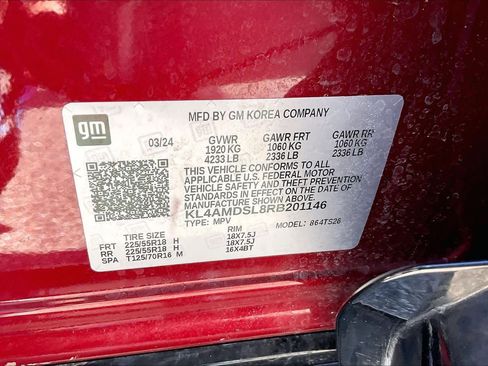 MFD BY GM KOREA COMPANY
gm
03/24 GVWR GAWR FRT GAWR RR
1920 KG 1060 KG 1060 KG
4233 LB 2336 LB 2336 LB
THIS VEHICLE CONFORMS TO ALL
APPLICABLE U.S. FEDERAL MOTOR
VEHICLE SAFETY AND THEFT PREVENTION
STANDARDS IN EFFECT ON THE DATE OF
MANUFACTURE SHOWN ABOVE.
KL4AMDSL8RB201146
TYPE: MPV MODEL: 864TS26
TIRE SIZE RIM
FRT 225/55R18 H 18X7.5J
RR 225/55R18 H 18X7.5J
SPA T125/70R16 M 16X4BT